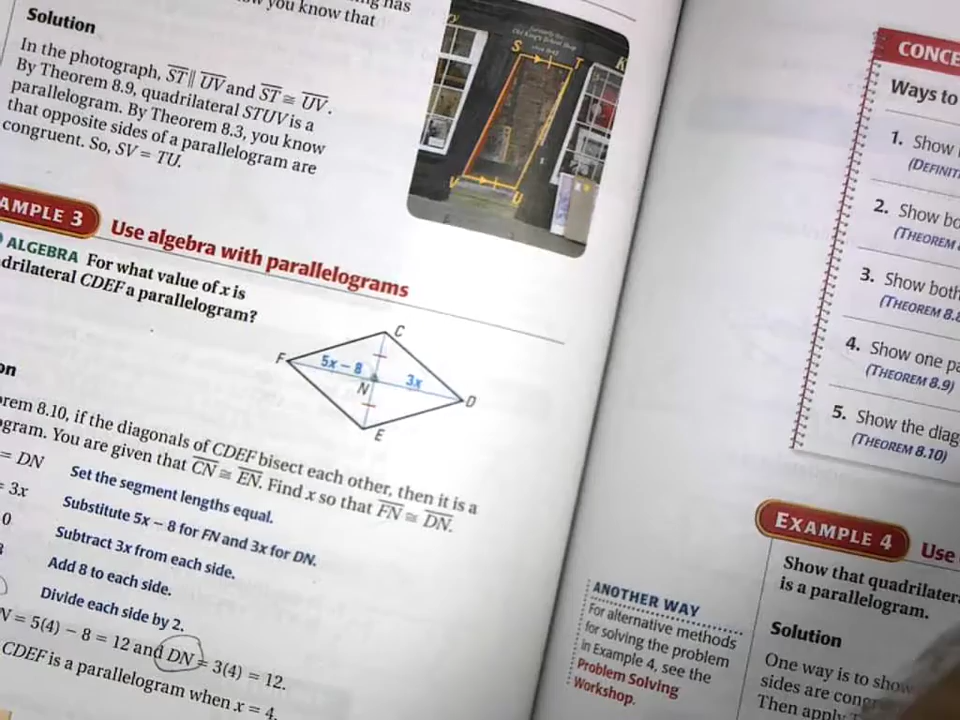 has
you know that
Solution
In the photograph, ST ∥ UV and ST ≅ UV.
By Theorem 8.9, quadrilateral STUV is a
parallelogram. By Theorem 8.3, you know
that opposite sides of a parallelogram are
congruent. So, SV = TU.
S
T
V
U
AMPLE 3 Use algebra with parallelograms
ALGEBRA For what value of x is
drilateral CDEF a parallelogram?
C
F
5x − 8
3x
N
D
E
on
rem 8.10, if the diagonals of CDEF bisect each other, then it is a
gram. You are given that CN ≅ EN. Find x so that FN ≅ DN.
= DN Set the segment lengths equal.
= 3x Substitute 5x − 8 for FN and 3x for DN.
0 Subtract 3x from each side.
Add 8 to each side.
Divide each side by 2.
N = 5(4) − 8 = 12 and DN = 3(4) = 12.
CDEF is a parallelogram when x = 4.
CONCE
Ways to
1. Show
(DEFINIT
2. Show bo
(THEOREM
3. Show both
(THEOREM 8.8
4. Show one pa
(THEOREM 8.9)
5. Show the diag
(THEOREM 8.10)
EXAMPLE 4 Use
Show that quadrilatera
is a parallelogram.
Solution
One way is to show
sides are congr
Then apply T
ANOTHER WAY
For alternative methods
for solving the problem
in Example 4, see the
Problem Solving
Workshop.